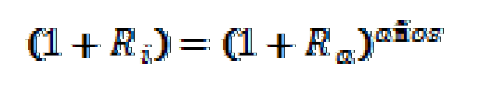 (1 + R_i) = (1 + R_a)^{años}